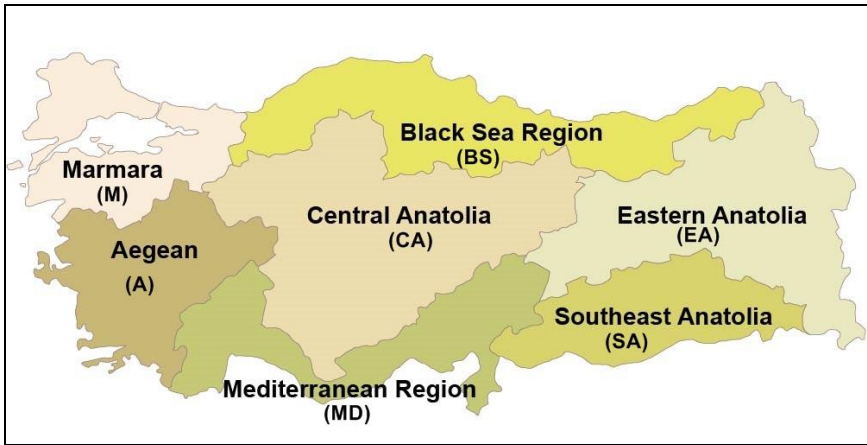 Black Sea Region
(BS)
Marmara
(M)
Central Anatolia
(CA)
Eastern Anatolia
(EA)
Aegean
(A)
Southeast Anatolia
(SA)
Mediterranean Region
(MD)